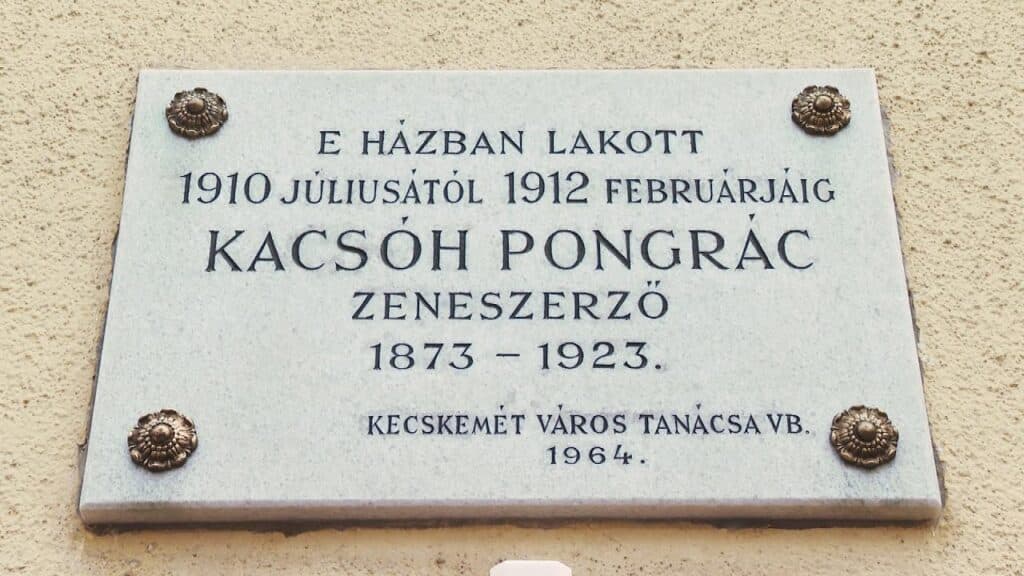 E HÁZBAN LAKOTT
1910 JÚLIUSÁTÓL 1912 FEBRUÁRJÁIG
KACSÓH PONGRÁC
ZENESZERZŐ
1873 – 1923.
KECSKEMÉT VÁROS TANÁCSA VB.
1964.